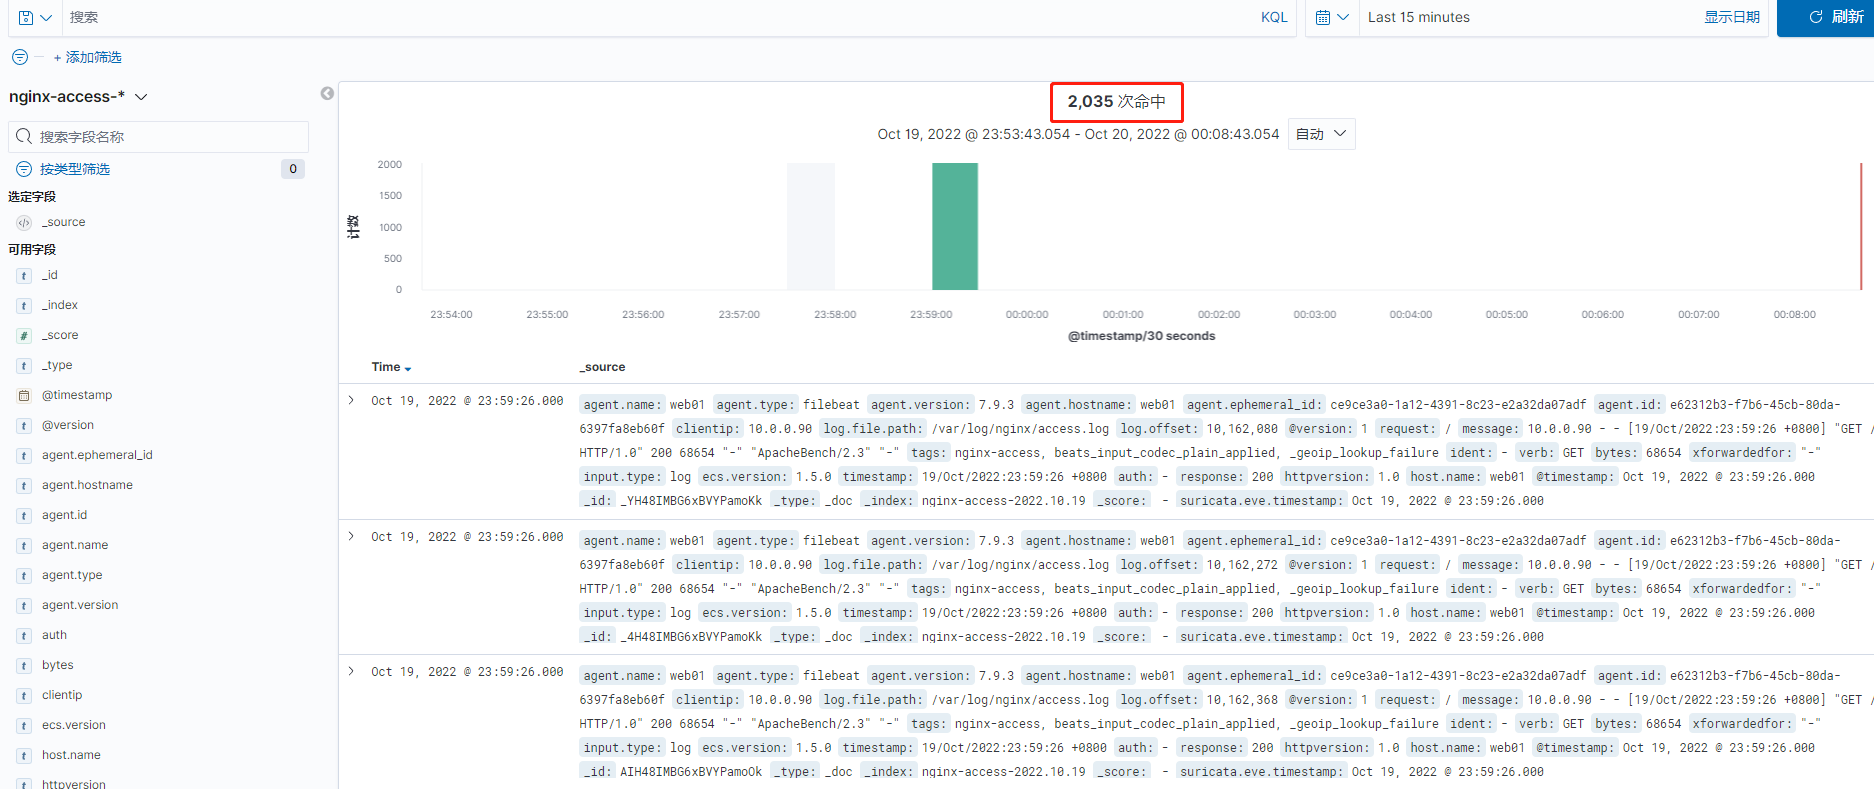 搜索 KQL Last 15 minutes 显示日期 刷新
+ 添加筛选
nginx-access-*
搜索字段名称
按类型筛选 0
选定字段
_source
可用字段
_id
_index
_score
_type
@timestamp
@version
agent.ephemeral_id
agent.hostname
agent.id
agent.name
agent.type
agent.version
auth
bytes
clientip
ecs.version
host.name
httpversion
2,035 次命中
Oct 19, 2022 @ 23:53:43.054 - Oct 20, 2022 @ 00:08:43.054 自动
计数
2000
1500
1000
500
0
23:54:00 23:55:00 23:56:00 23:57:00 23:58:00 23:59:00 00:00:00 00:01:00 00:02:00 00:03:00 00:04:00 00:05:00 00:06:00 00:07:00 00:08:00
@timestamp/30 seconds
Time _source
Oct 19, 2022 @ 23:59:26.000 agent.name: web01 agent.type: filebeat agent.version: 7.9.3 agent.hostname: web01 agent.ephemeral_id: ce9ce3a0-1a12-4391-8c23-e2a32da07adf agent.id: e62312b3-f7b6-45cb-80da-
6397fa8eb60f clientip: 10.0.0.90 log.file.path: /var/log/nginx/access.log log.offset: 10,162,080 @version: 1 request: / message: 10.0.0.90 - - [19/Oct/2022:23:59:26 +0800] "GET /
HTTP/1.0" 200 68654 "-" "ApacheBench/2.3" "-" tags: nginx-access, beats_input_codec_plain_applied, _geoip_lookup_failure ident: - verb: GET bytes: 68654 xforwardedfor: "-"
input.type: log ecs.version: 1.5.0 timestamp: 19/Oct/2022:23:59:26 +0800 auth: - response: 200 httpversion: 1.0 host.name: web01 @timestamp: Oct 19, 2022 @ 23:59:26.000
_id: _YH48IMBG6xBVYPamoKk _type: _doc _index: nginx-access-2022.10.19 _score: - suricata.eve.timestamp: Oct 19, 2022 @ 23:59:26.000
Oct 19, 2022 @ 23:59:26.000 agent.name: web01 agent.type: filebeat agent.version: 7.9.3 agent.hostname: web01 agent.ephemeral_id: ce9ce3a0-1a12-4391-8c23-e2a32da07adf agent.id: e62312b3-f7b6-45cb-80da-
6397fa8eb60f clientip: 10.0.0.90 log.file.path: /var/log/nginx/access.log log.offset: 10,162,272 @version: 1 request: / message: 10.0.0.90 - - [19/Oct/2022:23:59:26 +0800] "GET /
HTTP/1.0" 200 68654 "-" "ApacheBench/2.3" "-" tags: nginx-access, beats_input_codec_plain_applied, _geoip_lookup_failure ident: - verb: GET bytes: 68654 xforwardedfor: "-"
input.type: log ecs.version: 1.5.0 timestamp: 19/Oct/2022:23:59:26 +0800 auth: - response: 200 httpversion: 1.0 host.name: web01 @timestamp: Oct 19, 2022 @ 23:59:26.000
_id: _4H48IMBG6xBVYPamoKk _type: _doc _index: nginx-access-2022.10.19 _score: - suricata.eve.timestamp: Oct 19, 2022 @ 23:59:26.000
Oct 19, 2022 @ 23:59:26.000 agent.name: web01 agent.type: filebeat agent.version: 7.9.3 agent.hostname: web01 agent.ephemeral_id: ce9ce3a0-1a12-4391-8c23-e2a32da07adf agent.id: e62312b3-f7b6-45cb-80da-
6397fa8eb60f clientip: 10.0.0.90 log.file.path: /var/log/nginx/access.log log.offset: 10,162,368 @version: 1 request: / message: 10.0.0.90 - - [19/Oct/2022:23:59:26 +0800] "GET /
HTTP/1.0" 200 68654 "-" "ApacheBench/2.3" "-" tags: nginx-access, beats_input_codec_plain_applied, _geoip_lookup_failure ident: - verb: GET bytes: 68654 xforwardedfor: "-"
input.type: log ecs.version: 1.5.0 timestamp: 19/Oct/2022:23:59:26 +0800 auth: - response: 200 httpversion: 1.0 host.name: web01 @timestamp: Oct 19, 2022 @ 23:59:26.000
_id: AIH48IMBG6xBVYPamoOk _type: _doc _index: nginx-access-2022.10.19 _score: - suricata.eve.timestamp: Oct 19, 2022 @ 23:59:26.000